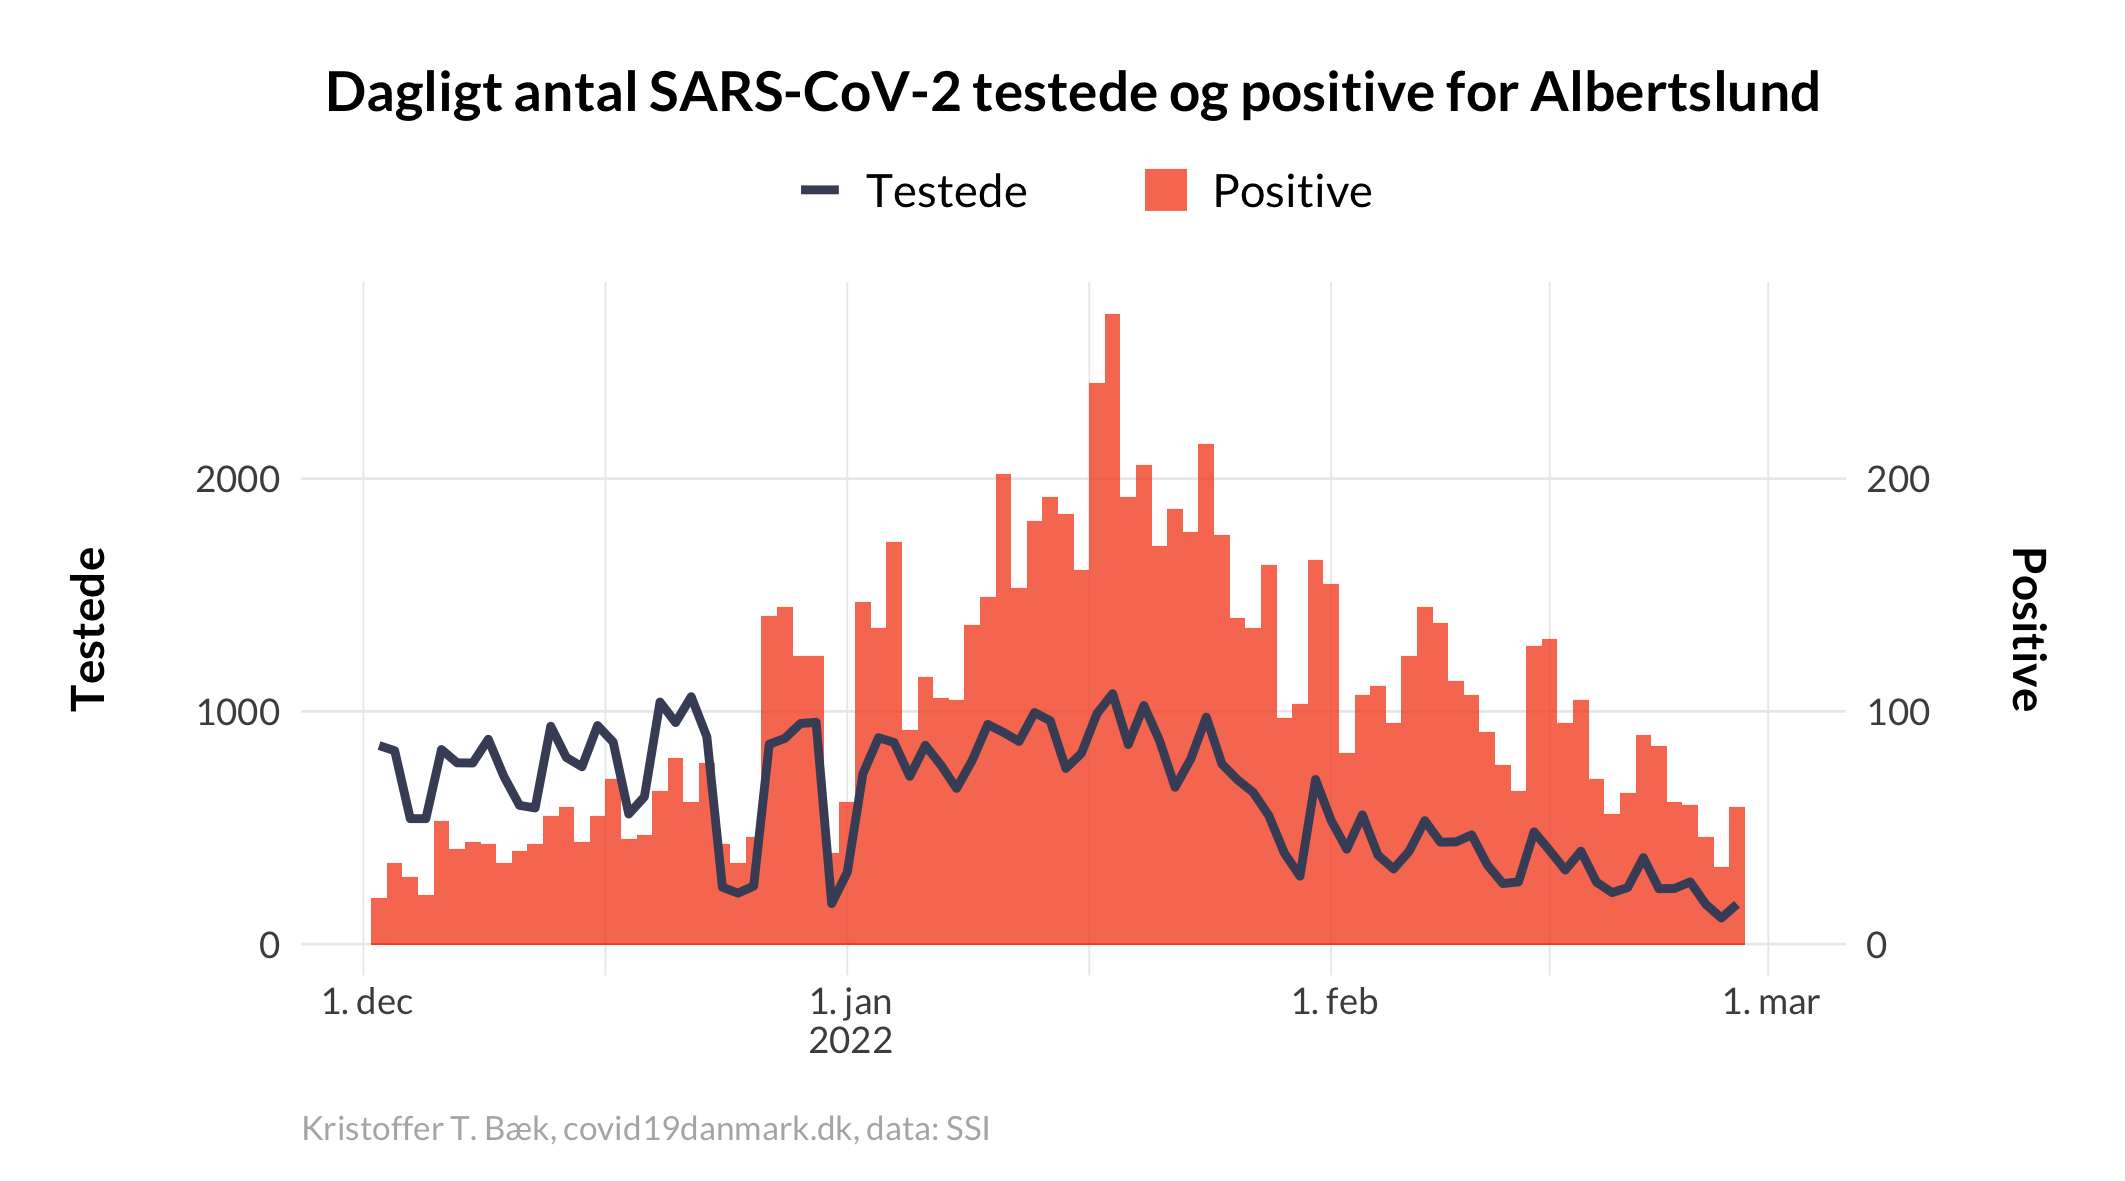 Dagligt antal SARS-CoV-2 testede og positive for Albertslund
Testede
Positive
2000
1000
0
Testede
200
100
0
Positive
1. dec
1. jan
2022
1. feb
1. mar
Kristoffer T. Bæk, covid19danmark.dk, data: SSI